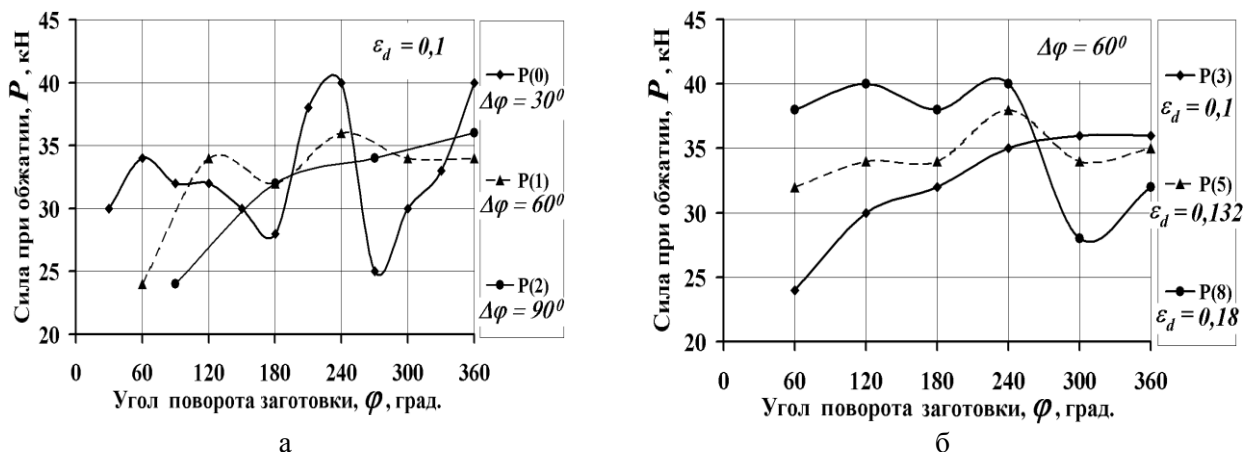 Сила при обжатии, P, кН
45
40
35
30
25
20
0
60
120
180
240
300
360
Угол поворота заготовки, φ, град.
ε_d = 0,1
P(0)
Δφ = 30⁰
P(1)
Δφ = 60⁰
P(2)
Δφ = 90⁰
а
Сила при обжатии, P, кН
45
40
35
30
25
20
0
60
120
180
240
300
360
Угол поворота заготовки, φ, град.
Δφ = 60⁰
P(3)
ε_d = 0,1
P(5)
ε_d = 0,132
P(8)
ε_d = 0,18
б